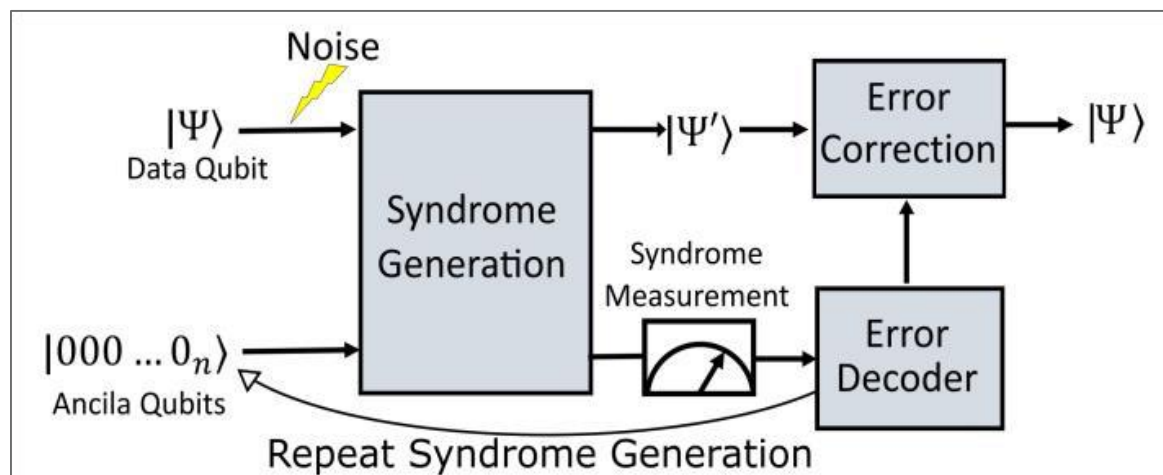 Noise
|Ψ⟩
Data Qubit
|000 ... 0ₙ⟩
Ancila Qubits
Syndrome
Generation
|Ψ'⟩
Syndrome
Measurement
Error
Correction
|Ψ⟩
Error
Decoder
Repeat Syndrome Generation